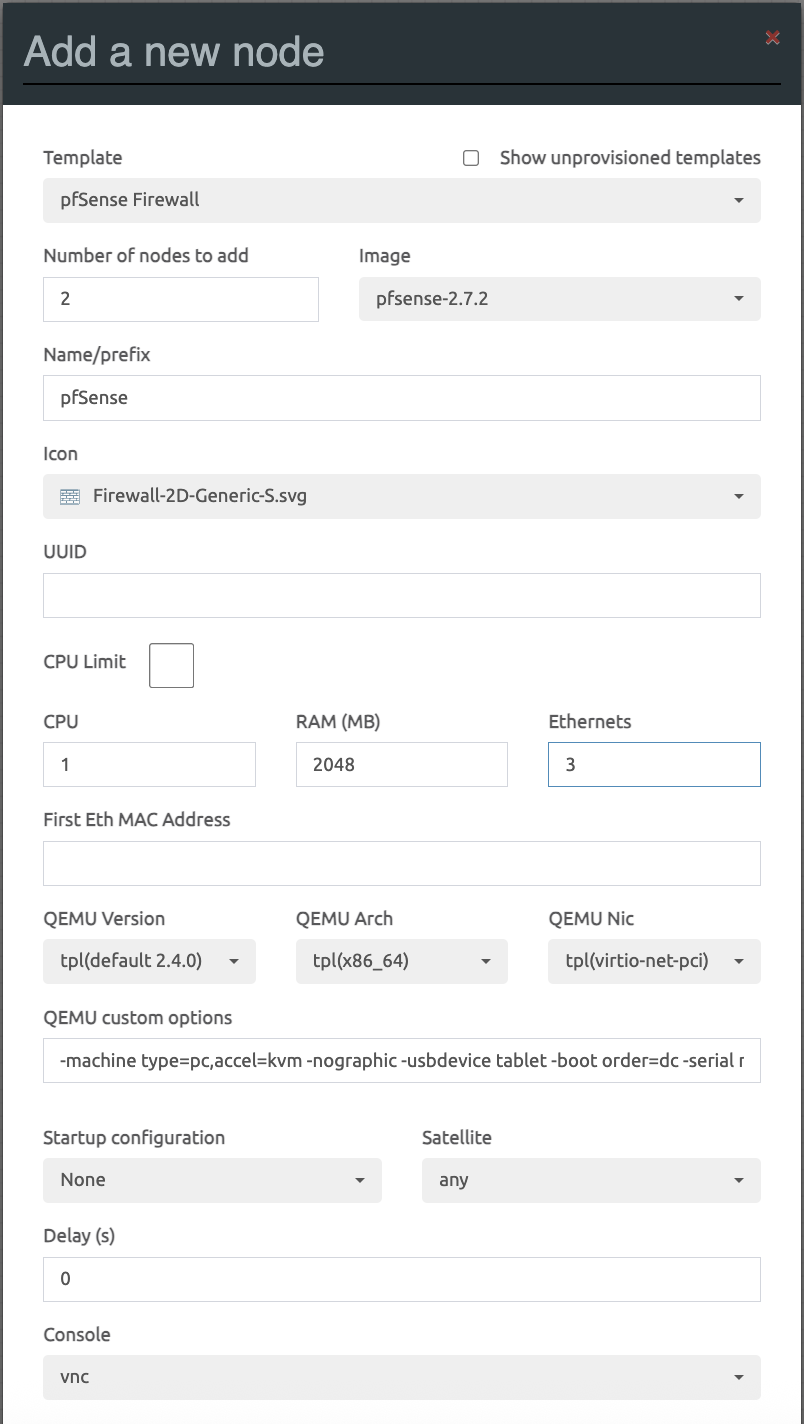 Add a new node
Template
Show unprovisioned templates
pfSense Firewall
Number of nodes to add
Image
2
pfsense-2.7.2
Name/prefix
pfSense
Icon
Firewall-2D-Generic-S.svg
UUID
CPU Limit
CPU
RAM (MB)
Ethernets
1
2048
3
First Eth MAC Address
QEMU Version
QEMU Arch
QEMU Nic
tpl(default 2.4.0)
tpl(x86_64)
tpl(virtio-net-pci)
QEMU custom options
-machine type=pc,accel=kvm -nographic -usbdevice tablet -boot order=dc -serial
Startup configuration
Satellite
None
any
Delay (s)
0
Console
vnc